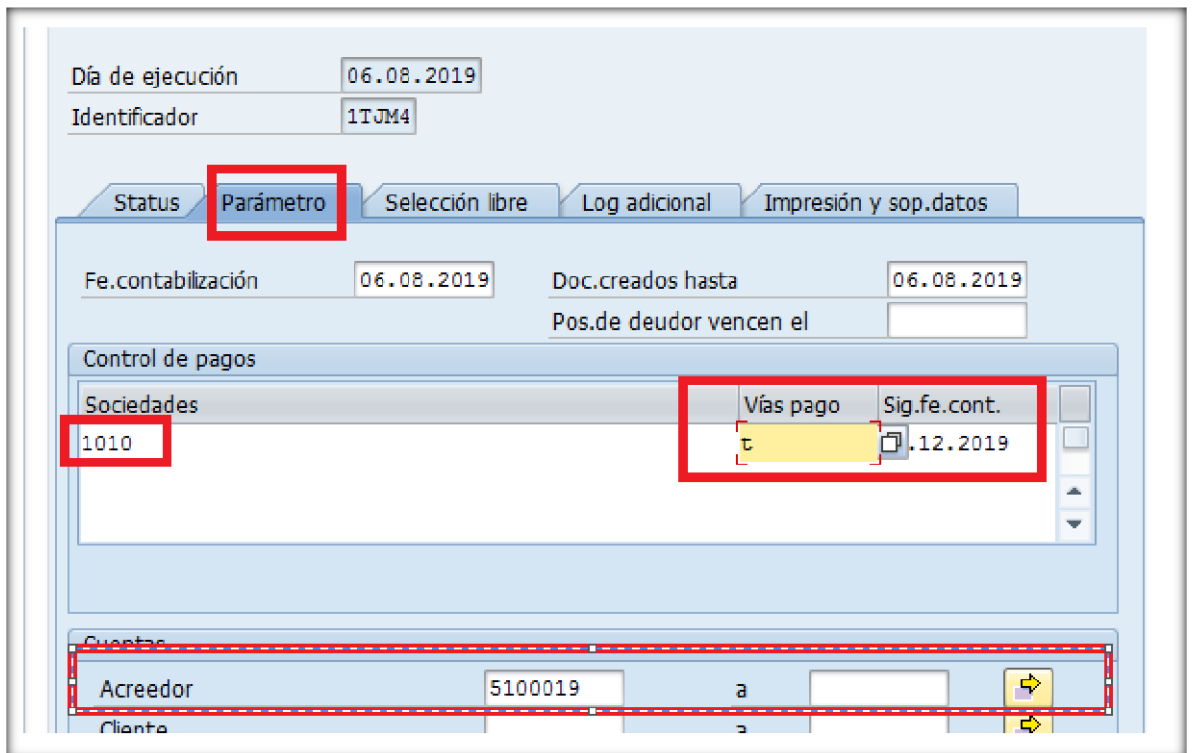 Día de ejecución 06.08.2019
Identificador 1TJM4
Status Parámetro Selección libre Log adicional Impresión y sop.datos
Fe.contabilización 06.08.2019 Doc.creados hasta 06.08.2019
Pos.de deudor vencen el
Control de pagos
Sociedades Vías pago Sig.fe.cont.
1010 t .12.2019
Cuentas
Acreedor 5100019 a
Cliente a